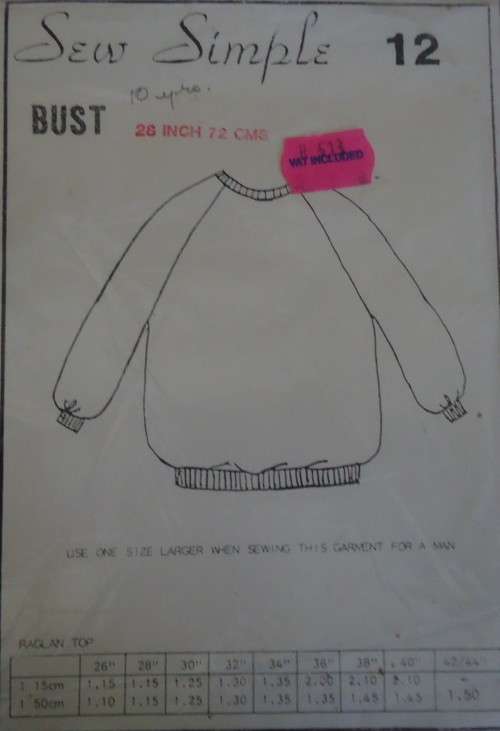 Sew Simple 12
10 yrs.
BUST
28 INCH 72 CMS
VAT INCLUDED
USE ONE SIZE LARGER WHEN SEWING THIS GARMENT FOR A MAN
RAGLAN TOP
26" 28" 30" 32" 34" 36" 38" 40" 42/44"
1 15cm 1.15 1.15 1.25 1.30 1.35 2.00 2.10 2.10
1 50cm 1.10 1.15 1.25 1.30 1.35 1.35 1.45 1.45 1.50